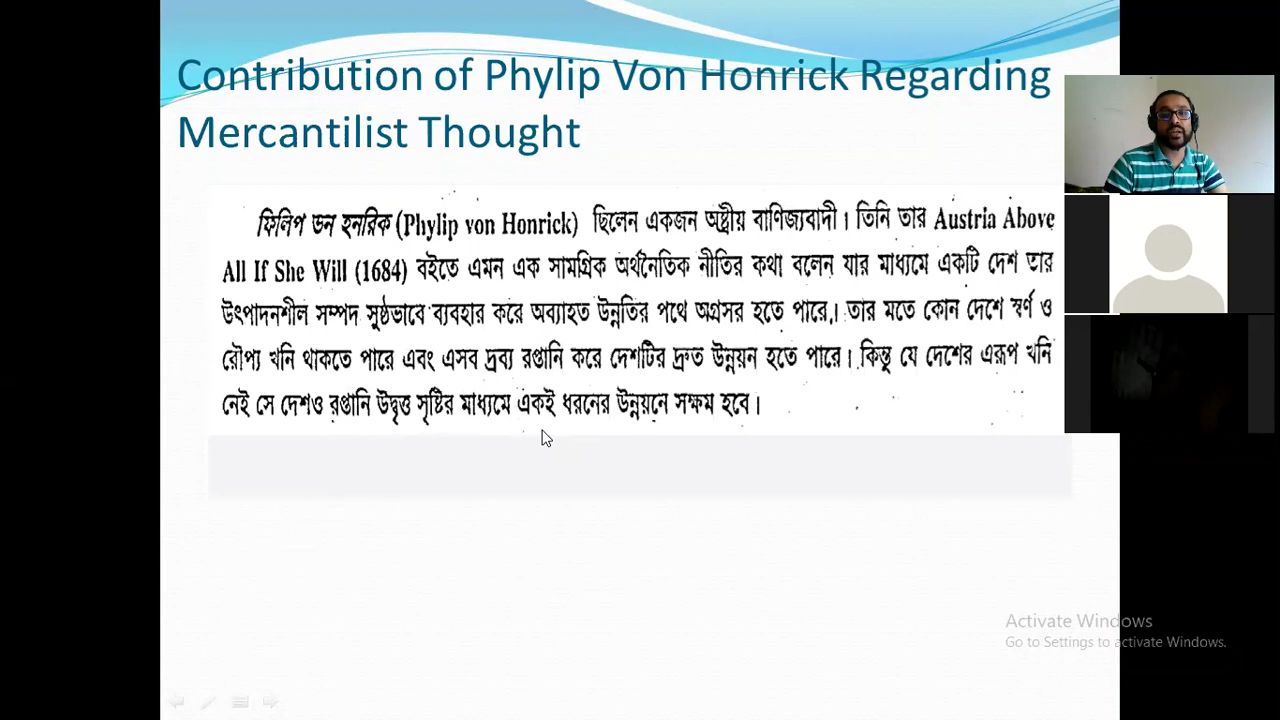 Contribution of Phylip Von Honrick Regarding
Mercantilist Thought
ফিলিপ ভন হনরিক (Phylip von Honrick) ছিলেন একজন অষ্ট্রীয় বাণিজ্যবাদী। তিনি তার Austria Above
All If She Will (1684) বইতে এমন এক সামগ্রিক অর্থনৈতিক নীতির কথা বলেন যার মাধ্যমে একটি দেশ তার
উৎপাদনশীল সম্পদ সুষ্ঠভাবে ব্যবহার করে অব্যাহত উন্নতির পথে অগ্রসর হতে পারে। তার মতে কোন দেশে স্বর্ণ ও
রৌপ্য খনি থাকতে পারে এবং এসব দ্রব্য রপ্তানি করে দেশটির দ্রুত উন্নয়ন হতে পারে। কিন্তু যে দেশের এরূপ খনি
নেই সে দেশও রপ্তানি উদ্বৃত্ত সৃষ্টির মাধ্যমে একই ধরনের উন্নয়নে সক্ষম হবে।
Activate Windows
Go to Settings to activate Windows.